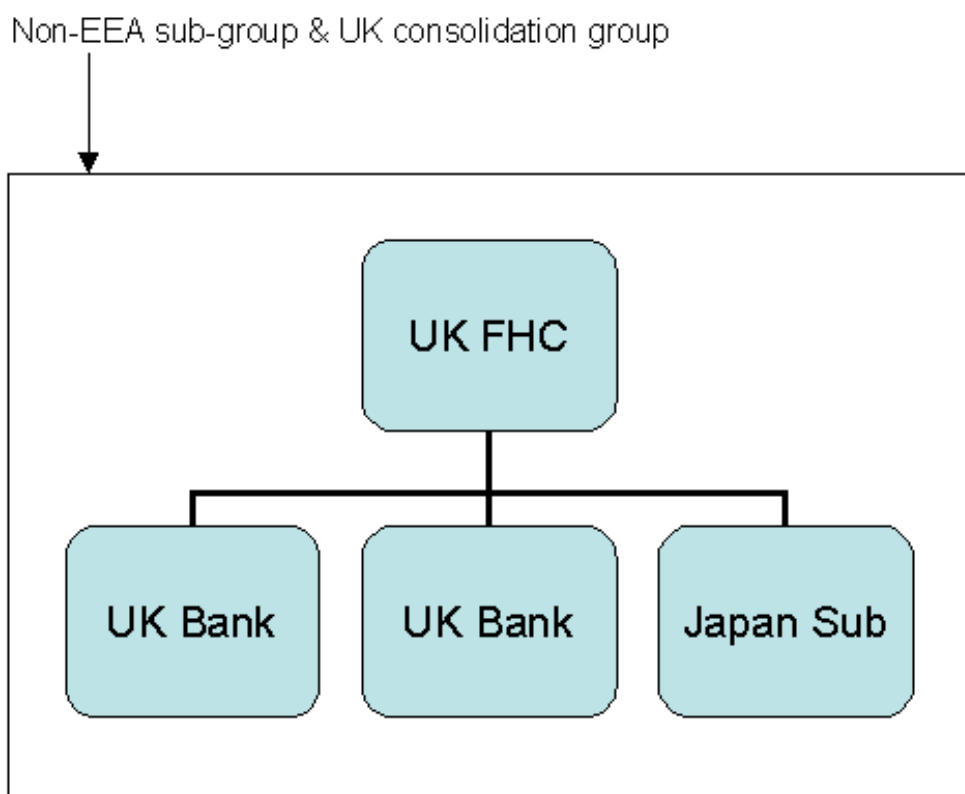 Non-EEA sub-group & UK consolidation group
UK FHC
UK Bank
UK Bank
Japan Sub